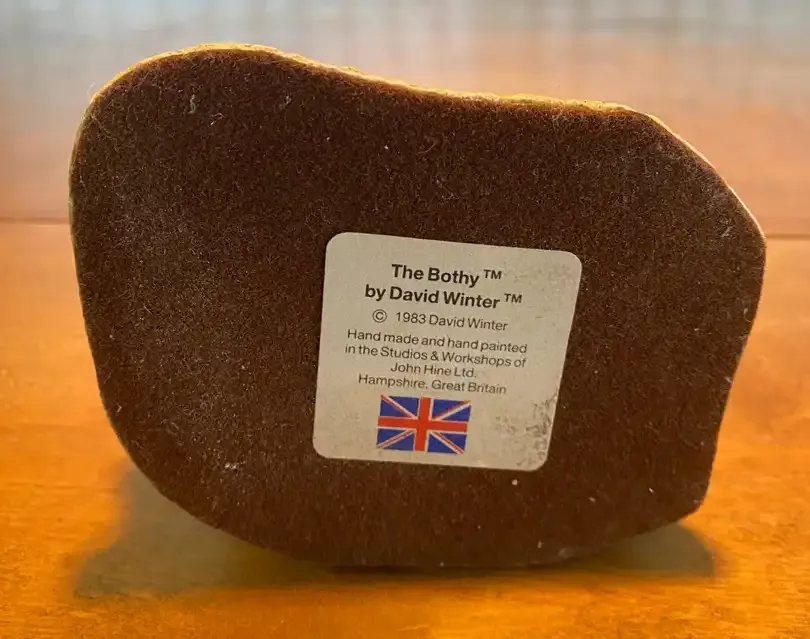 The Bothy ™
by David Winter ™
© 1983 David Winter
Hand made and hand painted
in the Studios & Workshops of
John Hine Ltd.
Hampshire, Great Britain